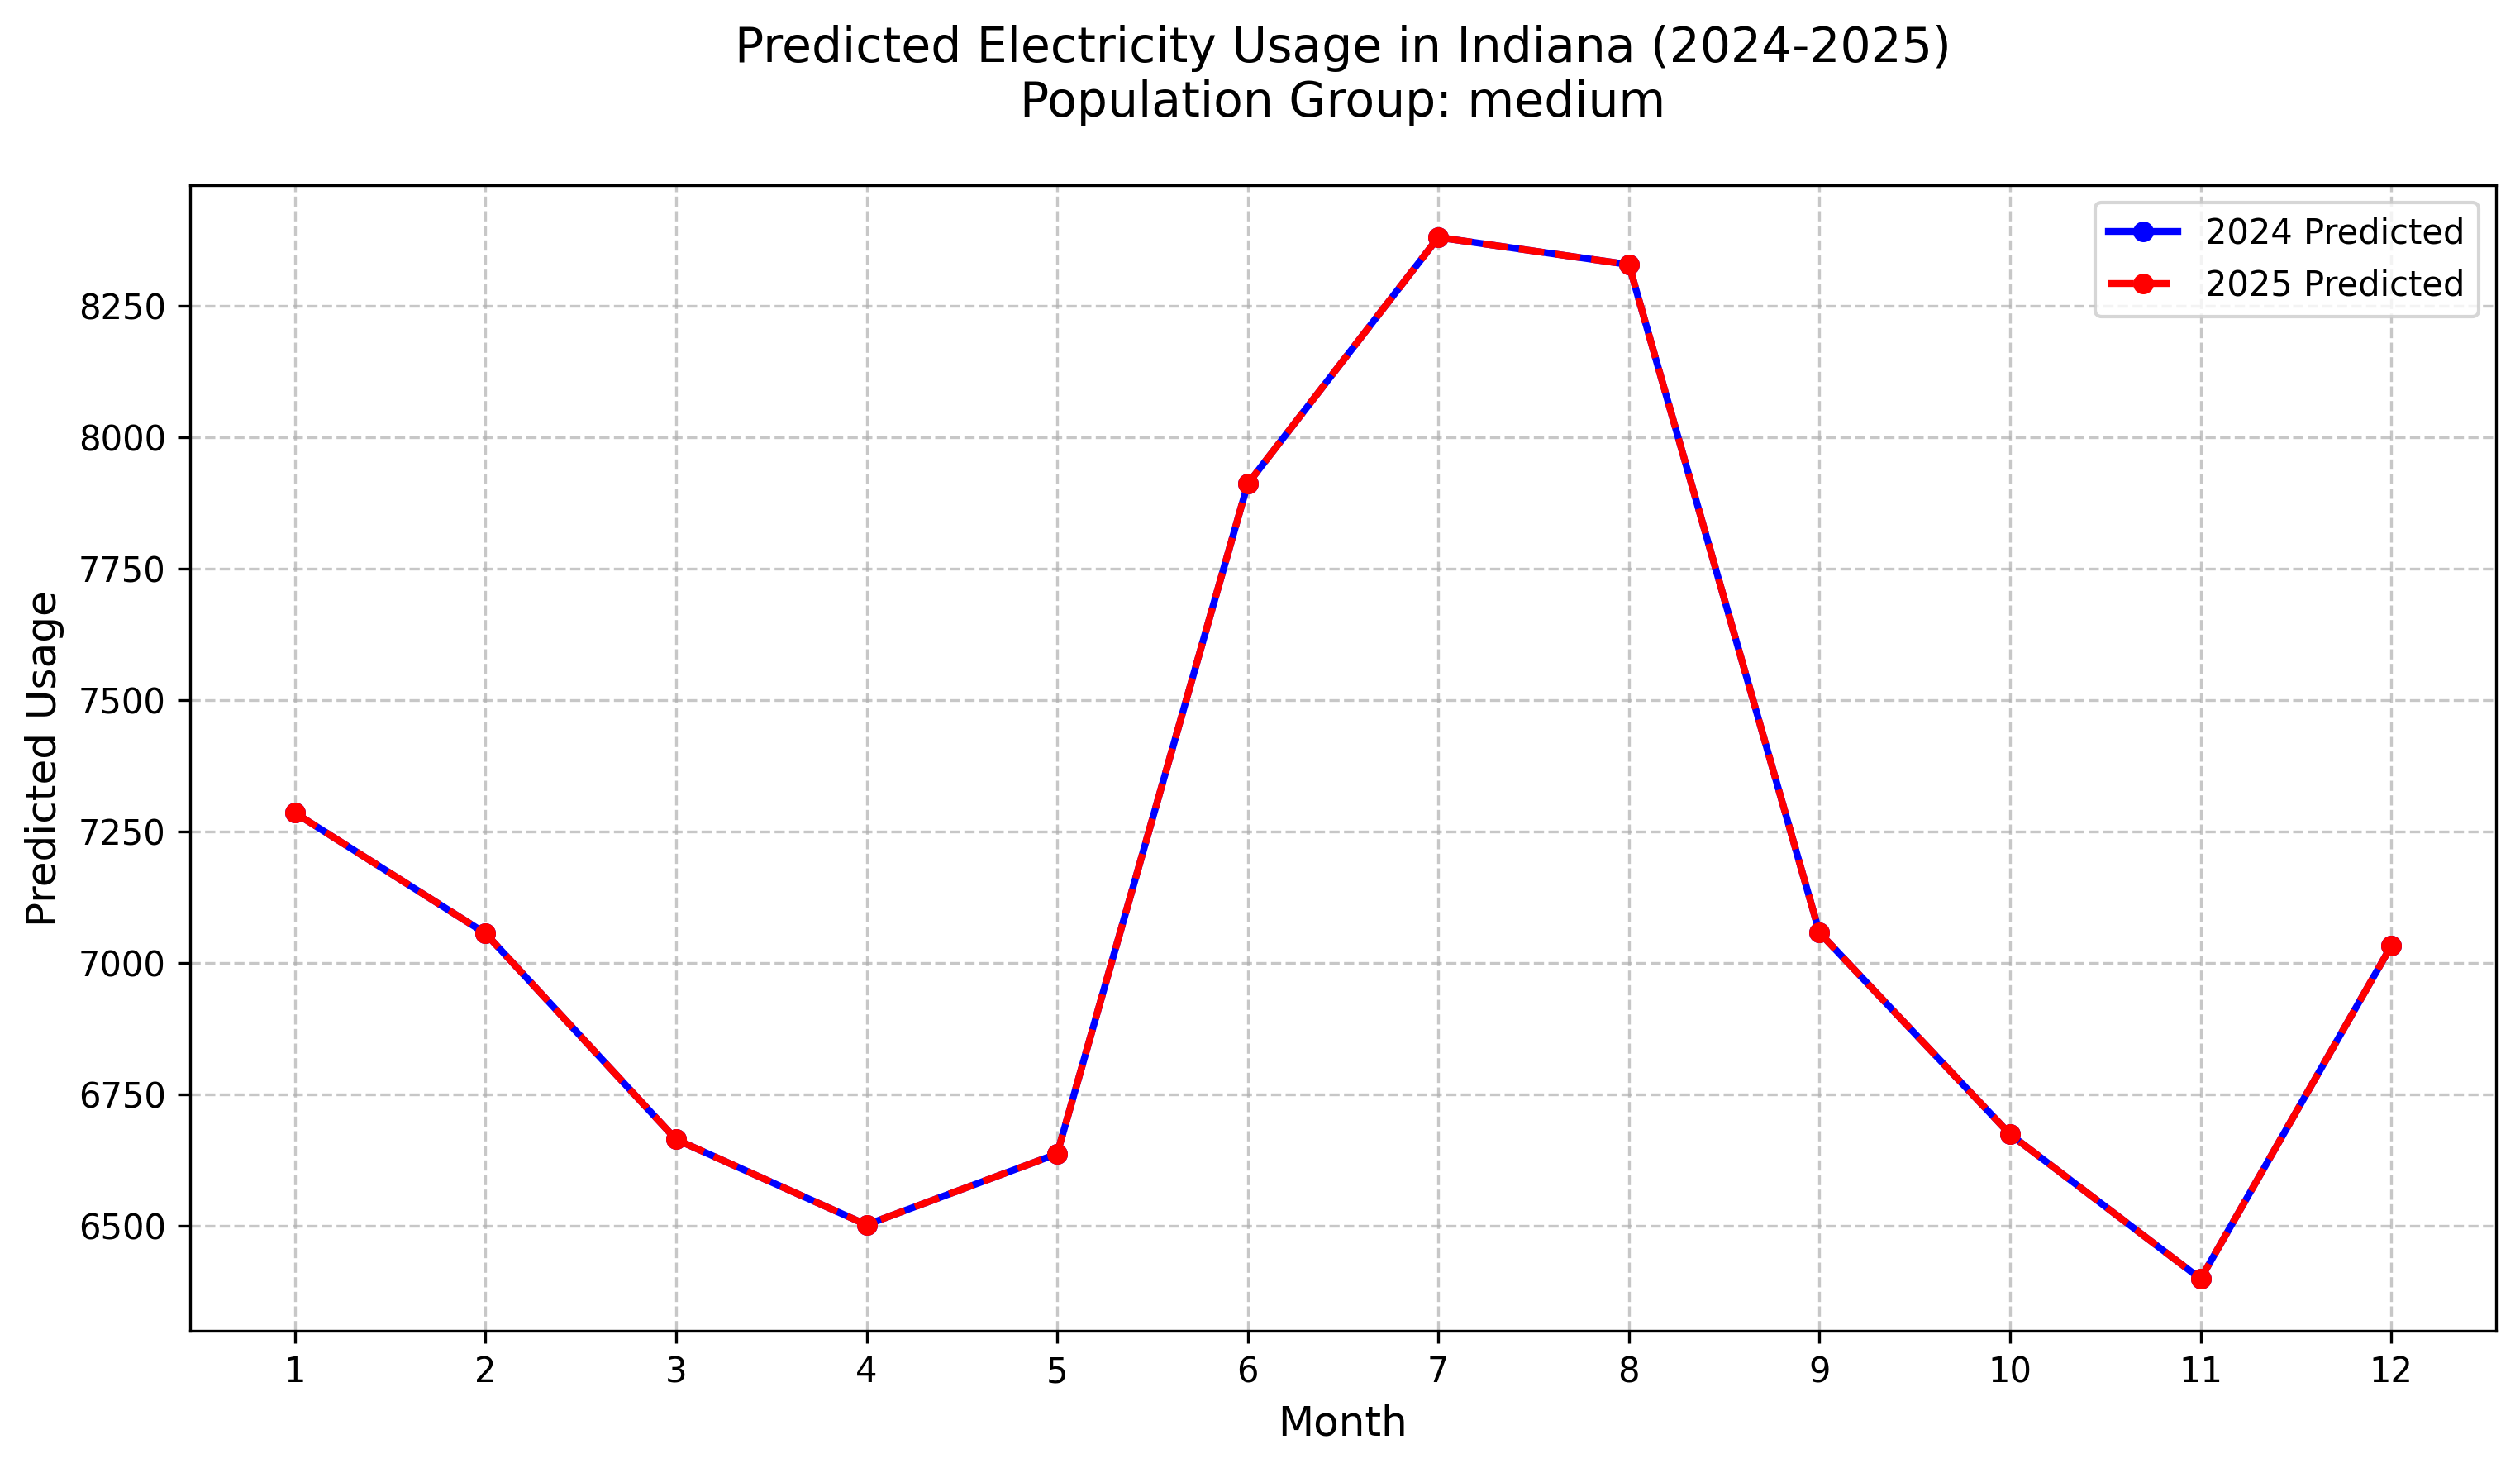 Predicted Electricity Usage in Indiana (2024-2025)
Population Group: medium
2024 Predicted
2025 Predicted
Predicted Usage
8250
8000
7750
7500
7250
7000
6750
6500
1 2 3 4 5 6 7 8 9 10 11 12
Month